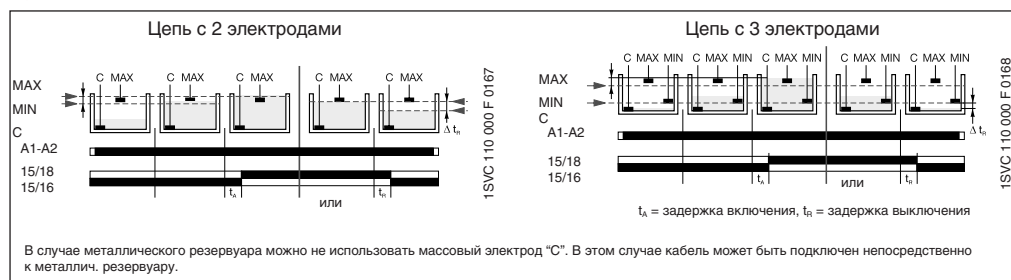 Цепь с 2 электродами
C MAX C MAX C MAX C MAX C MAX
MAX
MIN
C
Δ tR
A1-A2
15/18
15/16
tA
tR
или
1SVC 110 000 F 0167
Цепь с 3 электродами
C MAX MIN C MAX MIN C MAX MIN C MAX MIN C MAX MIN
MAX
MIN
C
Δ tR
A1-A2
15/18
15/16
tA
tR
или
1SVC 110 000 F 0168
tA = задержка включения, tR = задержка выключения
В случае металлического резервуара можно не использовать массовый электрод “C”. В этом случае кабель может быть подключен непосредственно
к металлич. резервуару.